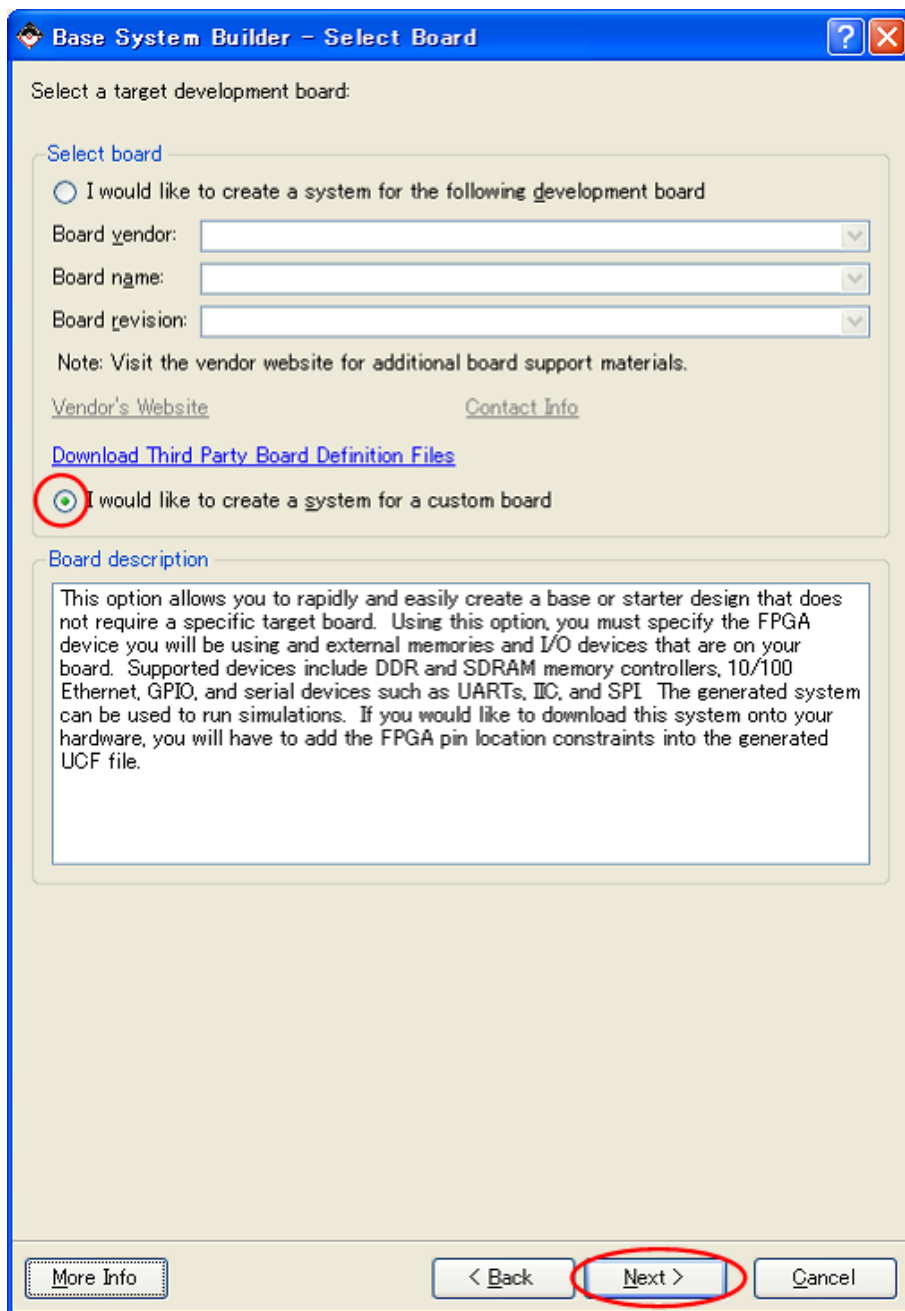 Base System Builder - Select Board
Select a target development board:
Select board
I would like to create a system for the following development board
Board vendor:
Board name:
Board revision:
Note: Visit the vendor website for additional board support materials.
Vendor's Website Contact Info
Download Third Party Board Definition Files
I would like to create a system for a custom board
Board description
This option allows you to rapidly and easily create a base or starter design that does
not require a specific target board.  Using this option, you must specify the FPGA
device you will be using and external memories and I/O devices that are on your
board.  Supported devices include DDR and SDRAM memory controllers, 10/100
Ethernet, GPIO, and serial devices such as UARTs, IIC, and SPI.  The generated system
can be used to run simulations.  If you would like to download this system onto your
hardware, you will have to add the FPGA pin location constraints into the generated
UCF file.
More Info < Back Next > Cancel